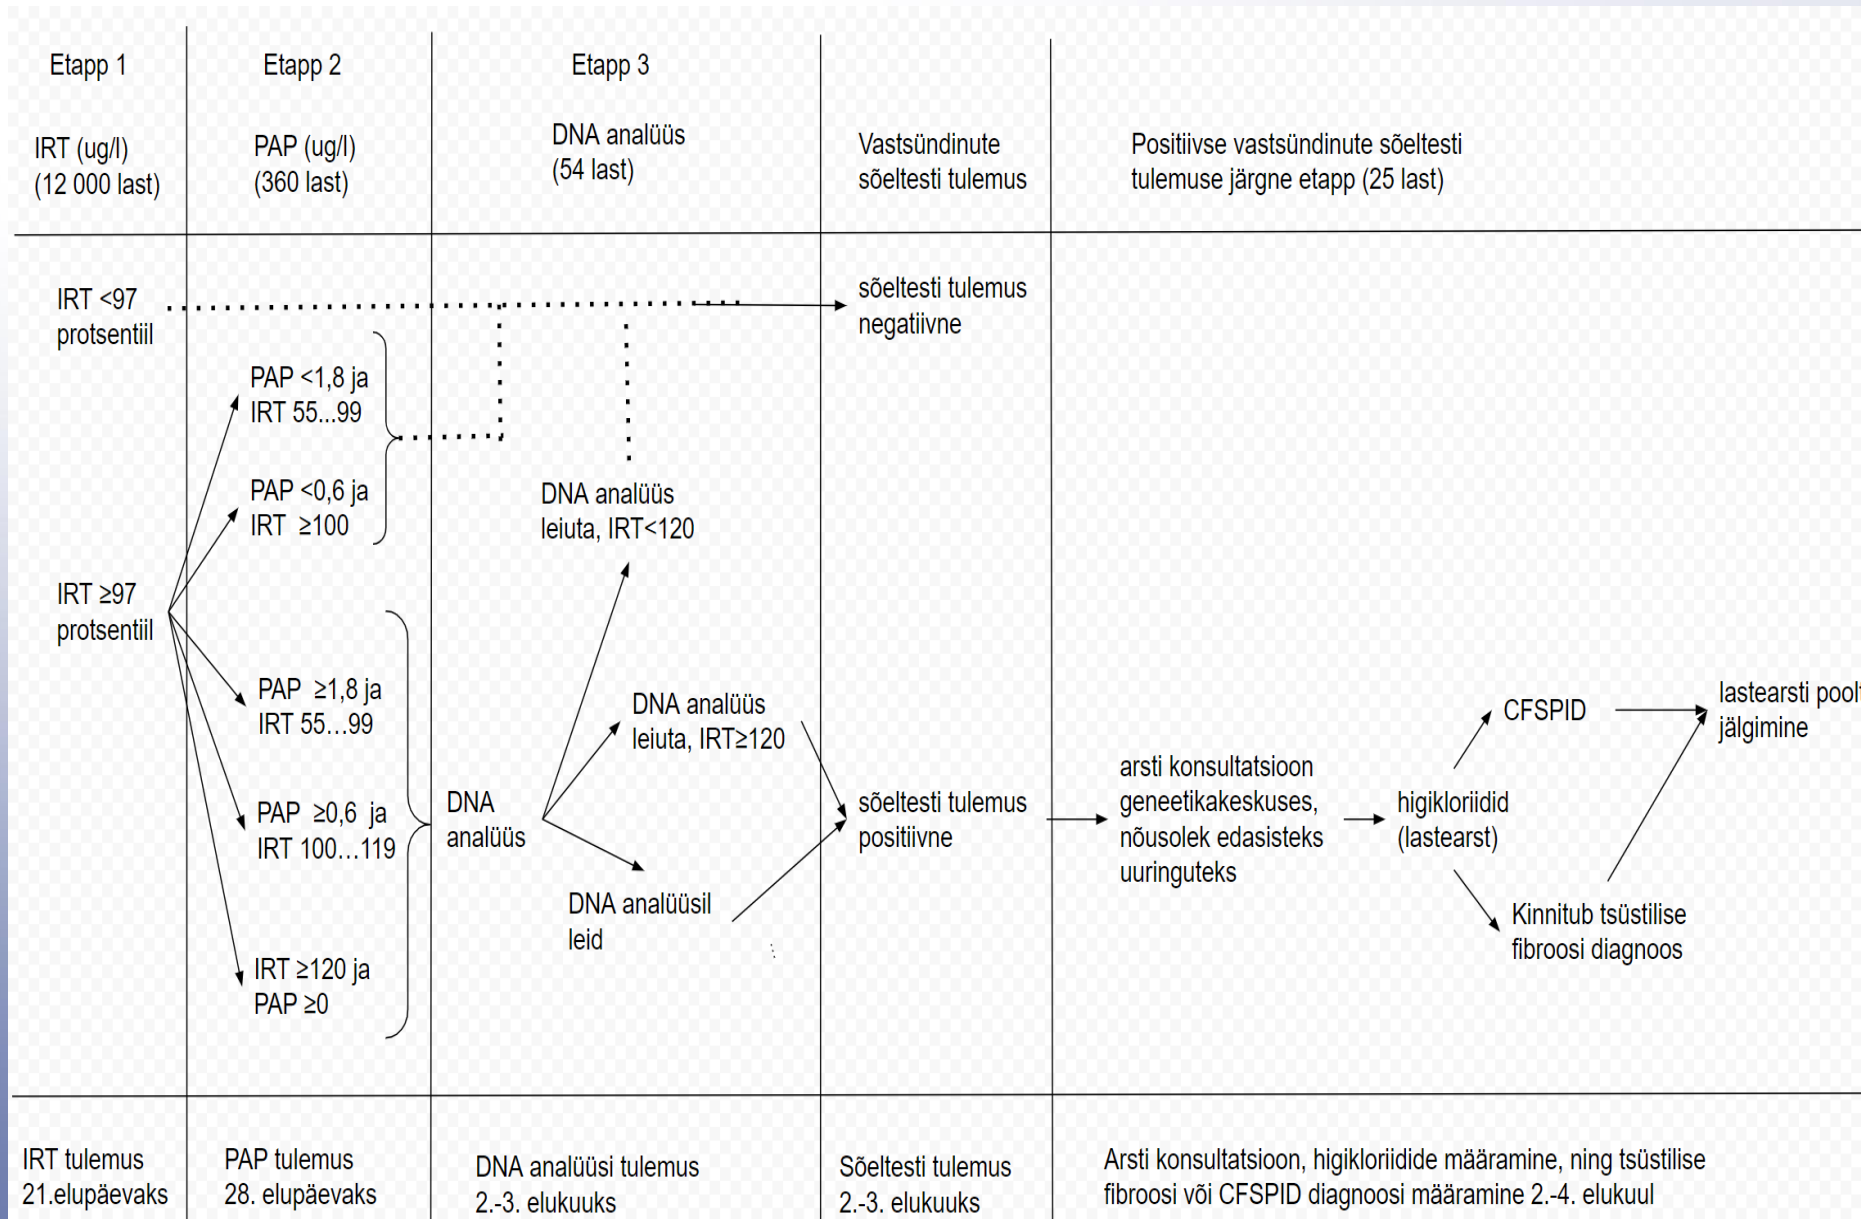 Etapp 1
Etapp 2
Etapp 3
IRT (ug/l)
(12 000 last)
PAP (ug/l)
(360 last)
DNA analüüs
(54 last)
Vastsündinute
sõeltesti tulemus
Positiivse vastsündinute sõeltesti
tulemuse järgne etapp (25 last)
IRT <97
protsentiil
sõeltesti tulemus
negatiivne
PAP <1,8 ja
IRT 55...99
PAP <0,6 ja
IRT ≥100
DNA analüüs
leiuta, IRT<120
IRT ≥97
protsentiil
PAP ≥1,8 ja
IRT 55…99
PAP ≥0,6 ja
IRT 100…119
IRT ≥120 ja
PAP ≥0
DNA
analüüs
DNA analüüs
leiuta, IRT≥120
DNA analüüsil
leid
sõeltesti tulemus
positiivne
arsti konsultatsioon
geneetikakeskuses,
nõusolek edasisteks
uuringuteks
higikloriidid
(lastearst)
CFSPID
Kinnitub tsüstilise
fibroosi diagnoos
lastearsti poolt
jälgimine
IRT tulemus
21.elupäevaks
PAP tulemus
28. elupäevaks
DNA analüüsi tulemus
2.-3. elukuuks
Sõeltesti tulemus
2.-3. elukuuks
Arsti konsultatsioon, higikloriidide määramine, ning tsüstilise
fibroosi või CFSPID diagnoosi määramine 2.-4. elukuul